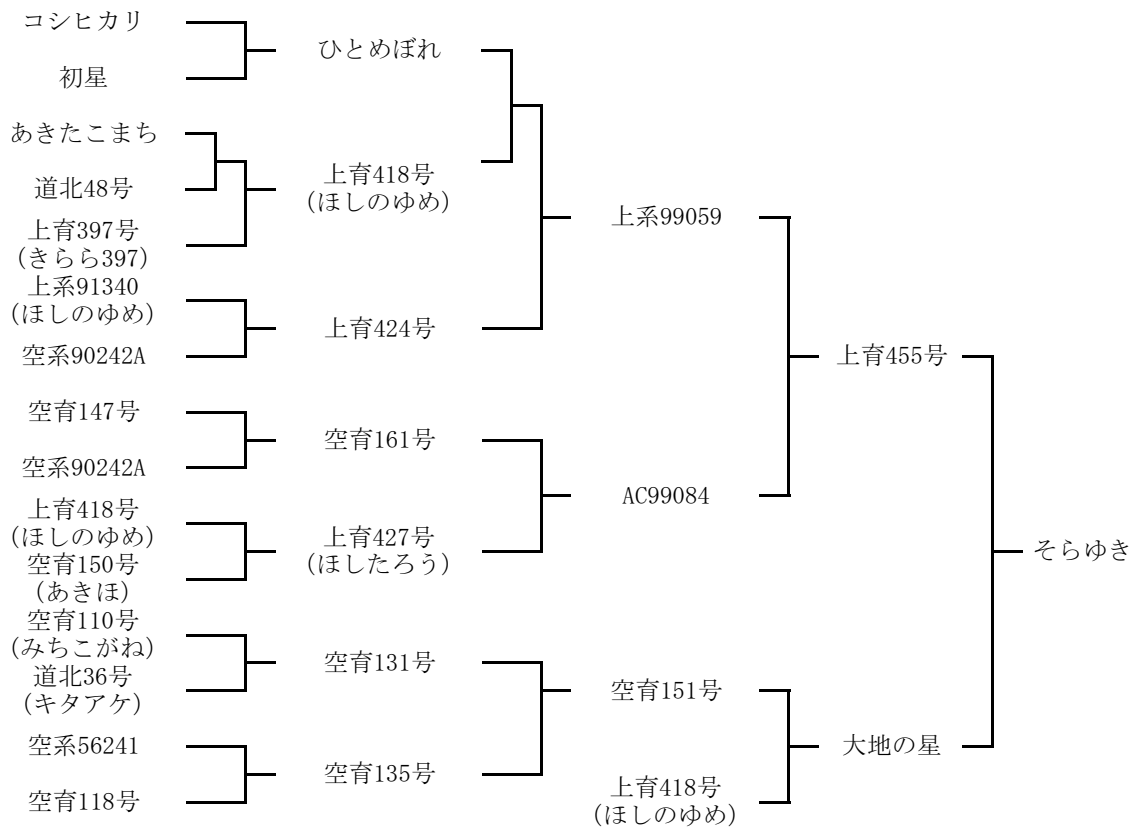 コシヒカリ
初星
あきたこまち
道北48号
上育397号
(きらら397)
上系91340
(ほしのゆめ)
空系90242A
空育147号
空系90242A
上育418号
(ほしのゆめ)
空育150号
(あきほ)
空育110号
(みちこがね)
道北36号
(キタアケ)
空系56241
空育118号
ひとめぼれ
上育418号
(ほしのゆめ)
上育424号
空育161号
上育427号
(ほしたろう)
空育131号
空育135号
上系99059
AC99084
空育151号
上育418号
(ほしのゆめ)
上育455号
大地の星
そらゆき